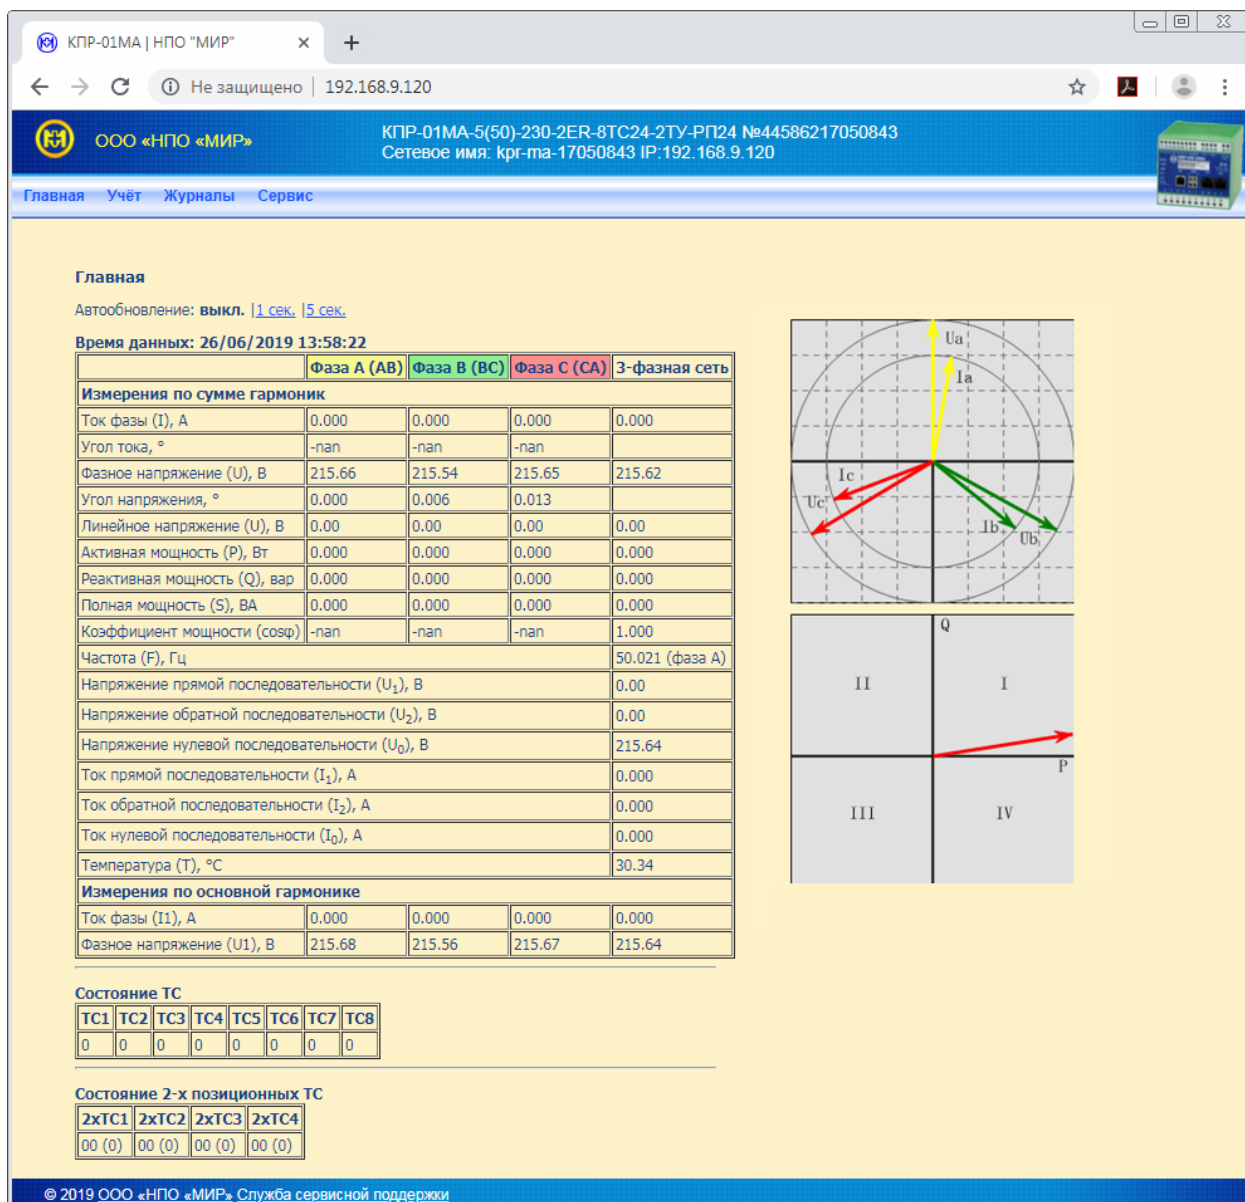 КПР-01МА | НПО "МИР"
Не защищено | 192.168.9.120
ООО «НПО «МИР»
КПР-01МА-5(50)-230-2ER-8ТС24-2ТУ-РП24 №44586217050843
Сетевое имя: kpr-ma-17050843 IP:192.168.9.120
Главная Учёт Журналы Сервис
Главная
Автообновление: выкл. |1 сек. |5 сек.
Время данных: 26/06/2019 13:58:22
Фаза A (AB) Фаза B (BC) Фаза C (CA) 3-фазная сеть
Измерения по сумме гармоник
Ток фазы (I), А 0.000 0.000 0.000 0.000
Угол тока, ° -nan -nan -nan
Фазное напряжение (U), В 215.66 215.54 215.65 215.62
Угол напряжения, ° 0.000 0.006 0.013
Линейное напряжение (U), В 0.00 0.00 0.00 0.00
Активная мощность (P), Вт 0.000 0.000 0.000 0.000
Реактивная мощность (Q), вар 0.000 0.000 0.000 0.000
Полная мощность (S), ВА 0.000 0.000 0.000 0.000
Коэффициент мощности (cosφ) -nan -nan -nan 1.000
Частота (F), Гц 50.021 (фаза A)
Напряжение прямой последовательности (U1), В 0.00
Напряжение обратной последовательности (U2), В 0.00
Напряжение нулевой последовательности (U0), В 215.64
Ток прямой последовательности (I1), А 0.000
Ток обратной последовательности (I2), А 0.000
Ток нулевой последовательности (I0), А 0.000
Температура (T), °C 30.34
Измерения по основной гармонике
Ток фазы (I1), А 0.000 0.000 0.000 0.000
Фазное напряжение (U1), В 215.68 215.56 215.67 215.64
Ua
Ia
Ic
Uc
Ib
Ub
Q
II I
P
III IV
Состояние ТС
ТС1 ТС2 ТС3 ТС4 ТС5 ТС6 ТС7 ТС8
0 0 0 0 0 0 0 0
Состояние 2-х позиционных ТС
2xТС1 2xТС2 2xТС3 2xТС4
00 (0) 00 (0) 00 (0) 00 (0)
© 2019 ООО «НПО «МИР» Служба сервисной поддержки